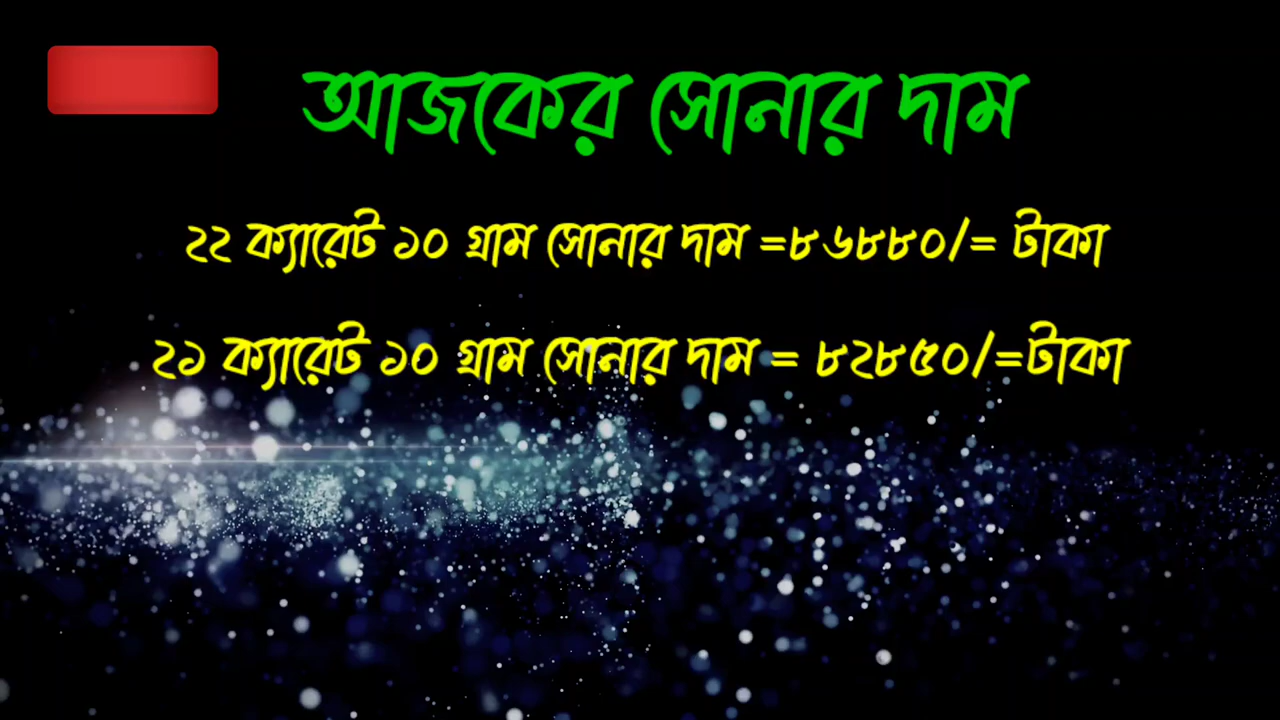 আজকের সোনার দাম
২২ ক্যারেট ১০ গ্রাম সোনার দাম =৮৬৮৮০/= টাকা
২১ ক্যারেট ১০ গ্রাম সোনার দাম = ৮২৮৫০/=টাকা